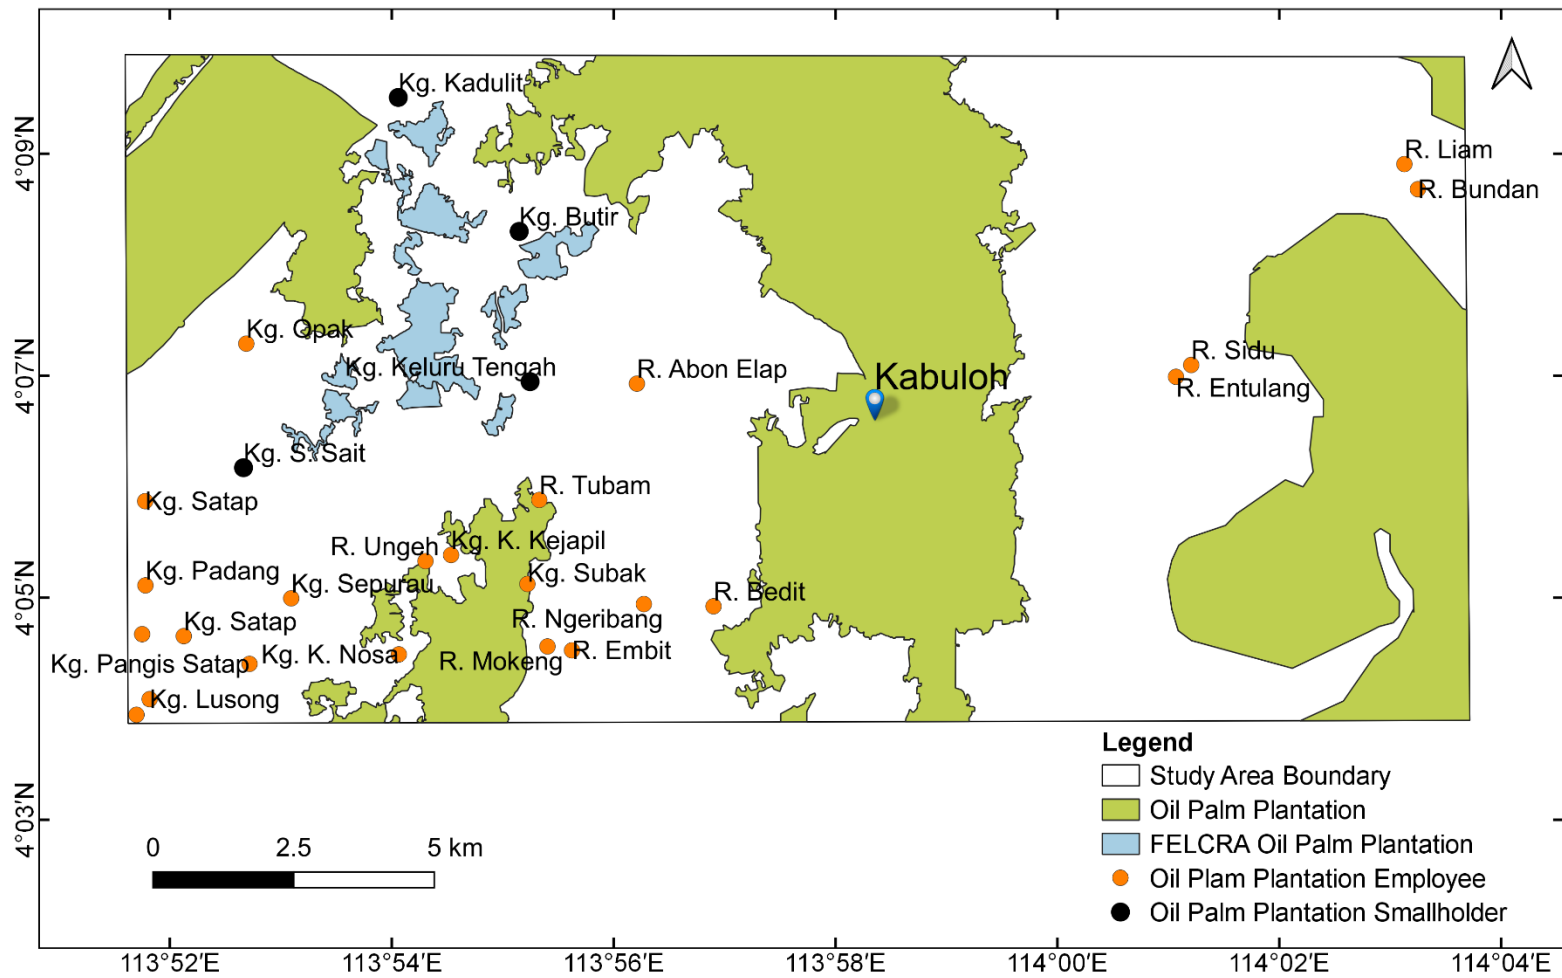 Kg. Kadulit
4°09'N
R. Liam
R. Bundan
Kg. Butir
Kg. Opak
R. Sidu
4°07'N
Kg. Keluru Tengah
R. Abon Elap
Kabuloh
R. Entulang
Kg. S. Sait
Kg. Satap
R. Tubam
R. Ungeh
Kg. K. Kejapil
Kg. Padang
Kg. Sepurau
Kg. Subak
4°05'N
R. Bedit
Kg. Satap
R. Ngeribang
Kg. Pangis Satap
Kg. K. Nosa
R. Mokeng
R. Embit
Kg. Lusong
Legend
Study Area Boundary
Oil Palm Plantation
FELCRA Oil Palm Plantation
Oil Plam Plantation Employee
Oil Palm Plantation Smallholder
4°03'N
0 2.5 5 km
113°52'E 113°54'E 113°56'E 113°58'E 114°00'E 114°02'E 114°04'E